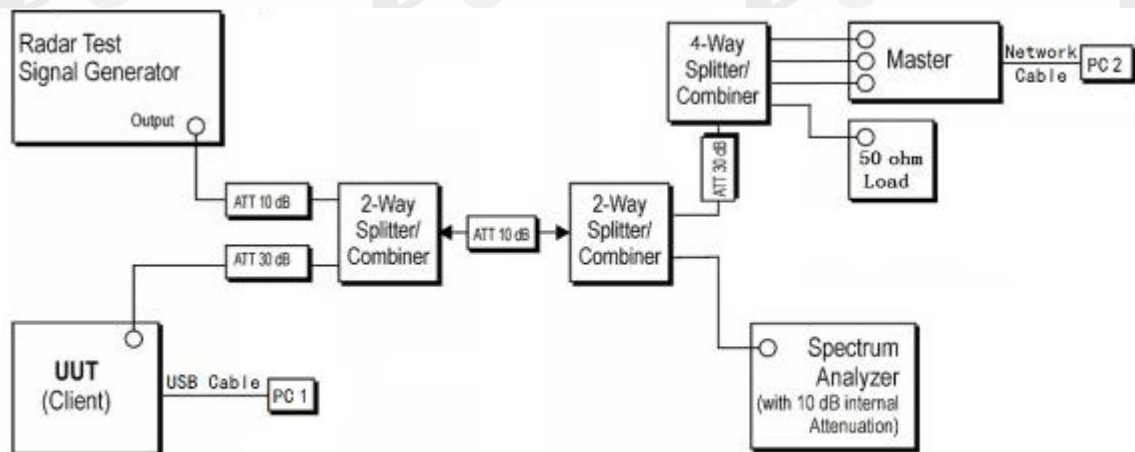 Radar Test
Signal Generator
Output
ATT 10 dB
2-Way
Splitter/
Combiner
ATT 30 dB
UUT
(Client)
USB Cable
PC 1
ATT 10 dB
2-Way
Splitter/
Combiner
ATT 30 dB
4-Way
Splitter/
Combiner
Master
Network
Cable
PC 2
50 ohm
Load
Spectrum
Analyzer
(with 10 dB internal
Attenuation)